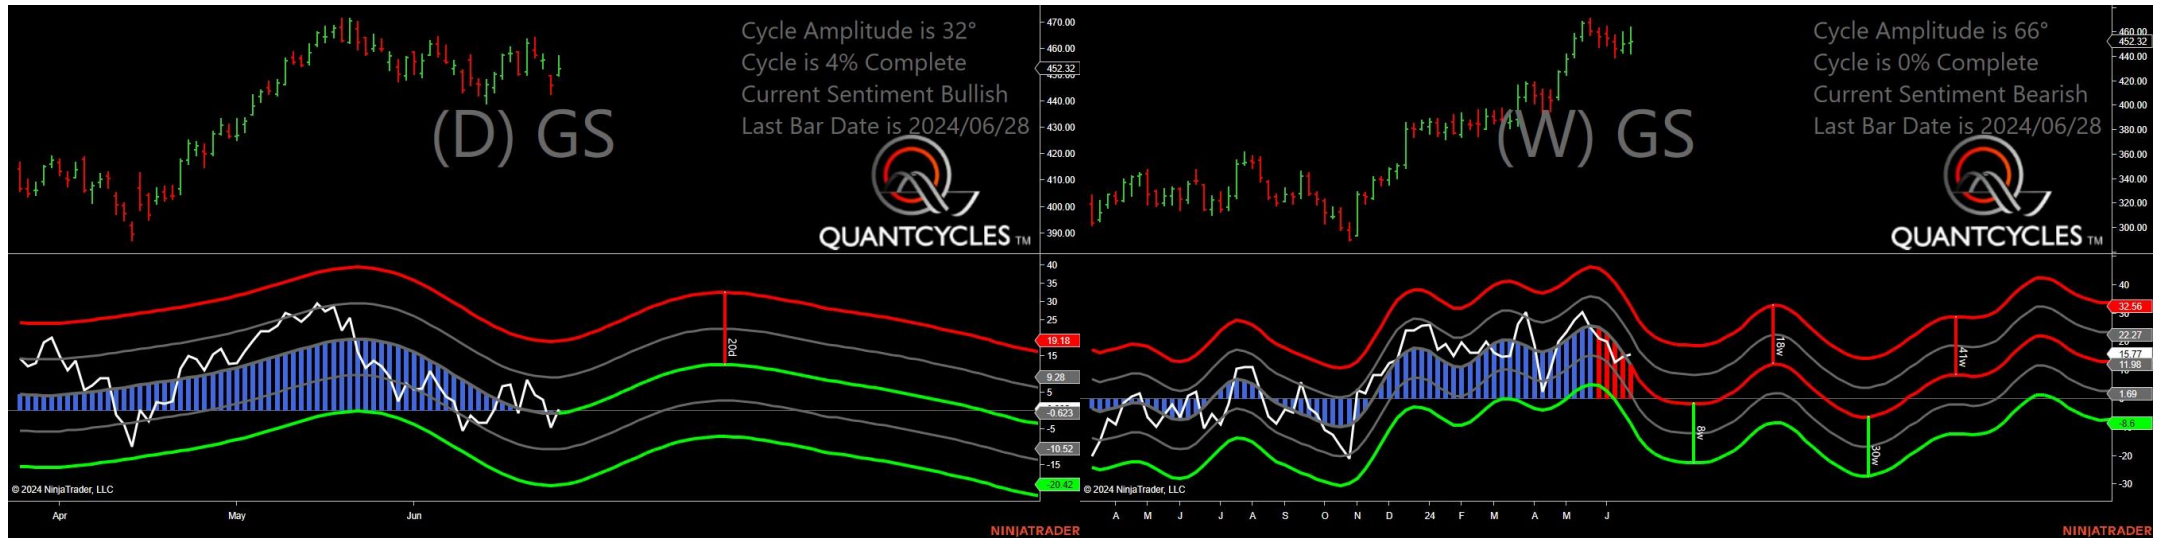 Cycle Amplitude is 32°
Cycle is 4% Complete
Current Sentiment Bullish
Last Bar Date is 2024/06/28
(D) GS
QUANTCYCLES TM
470.00
460.00
452.32
440.00
430.00
420.00
410.00
400.00
390.00
40
35
30
25
19.18
15
9.28
5
-0.623
-5
-10.52
-15
-20.42
20d
© 2024 NinjaTrader, LLC
Apr May Jun
NINJATRADER
Cycle Amplitude is 66°
Cycle is 0% Complete
Current Sentiment Bearish
Last Bar Date is 2024/06/28
(W) GS
QUANTCYCLES TM
460.00
452.32
440.00
420.00
400.00
380.00
360.00
340.00
320.00
300.00
40
32.56
22.27
15.77
11.98
1.69
-8.6
-20
-30
18w
41w
8w
30w
© 2024 NinjaTrader, LLC
A M J J A S O N D 24 F M A M J
NINJATRADER